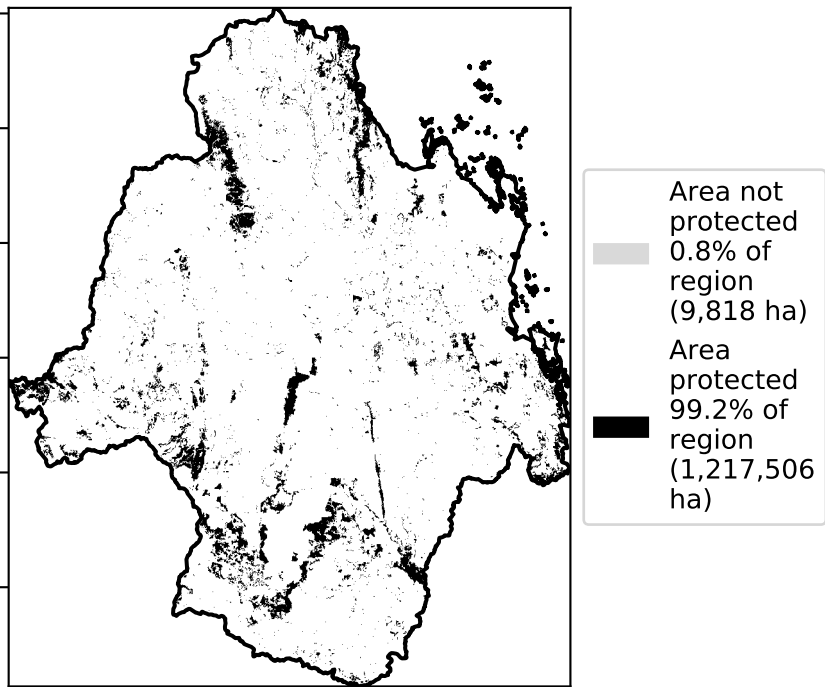 Area not
protected
0.8% of
region
(9,818 ha)
Area
protected
99.2% of
region
(1,217,506
ha)